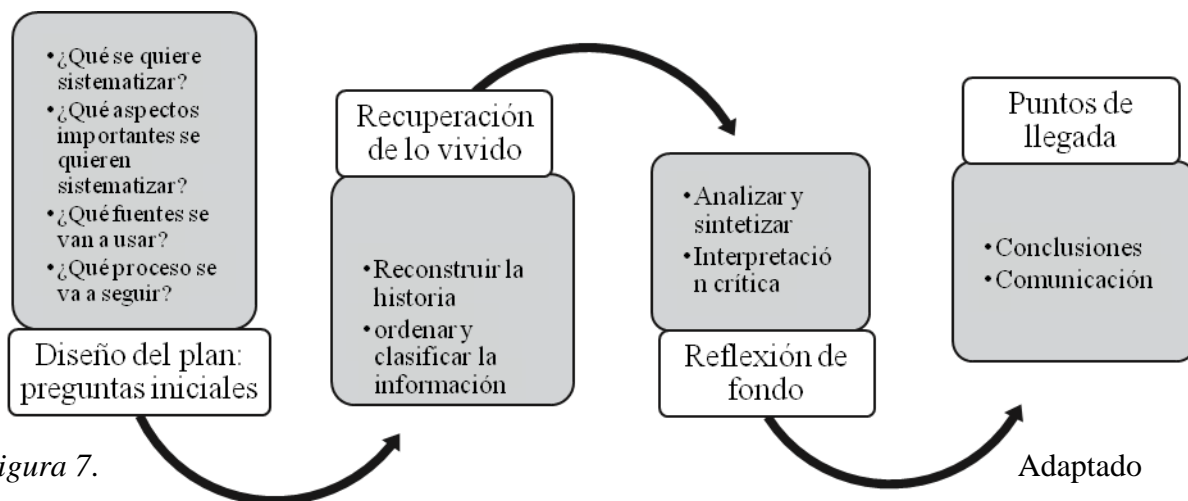 •¿Qué se quiere
sistematizar?
•¿Qué aspectos
importantes se
quieren
sistematizar?
•¿Qué fuentes se
van a usar?
•¿Qué proceso se
va a seguir?
Diseño del plan:
preguntas iniciales
Recuperación
de lo vivido
•Reconstruir la
historia
•ordenar y
clasificar la
información
•Analizar y
sintetizar
•Interpretació
n crítica
Reflexión de
fondo
Puntos de
llegada
•Conclusiones
•Comunicación
igura 7.
Adaptado